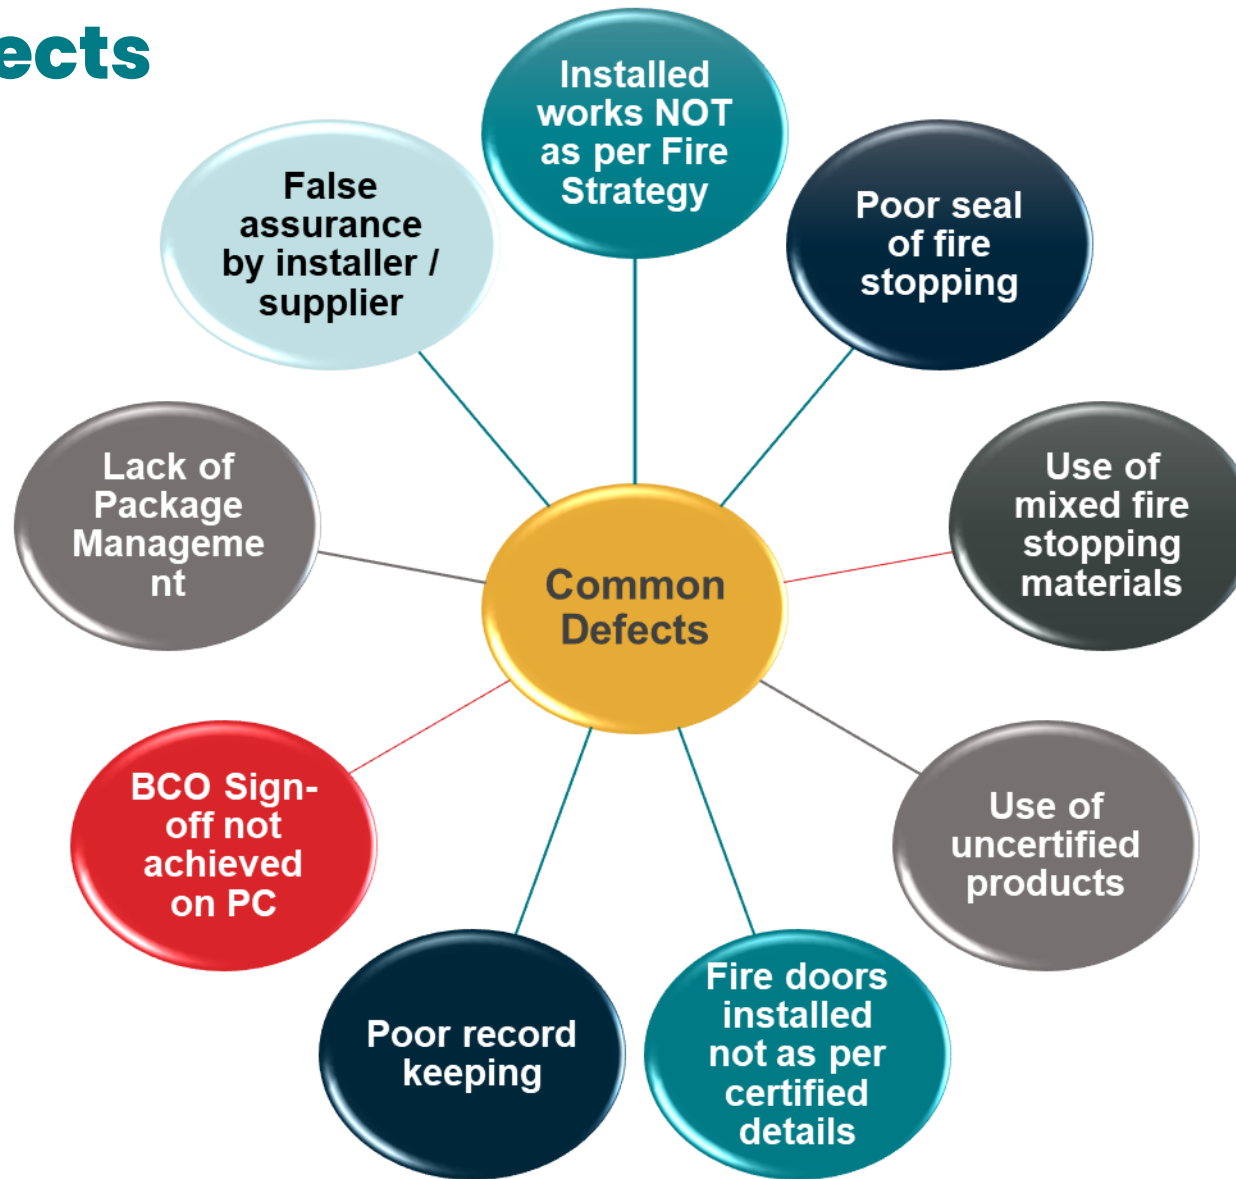 ects
Installed
works NOT
as per Fire
Strategy
Poor seal
of fire
stopping
Use of
mixed fire
stopping
materials
Use of
uncertified
products
Fire doors
installed
not as per
certified
details
Poor record
keeping
BCO Sign-
off not
achieved
on PC
Lack of
Package
Manageme
nt
False
assurance
by installer /
supplier
Common
Defects